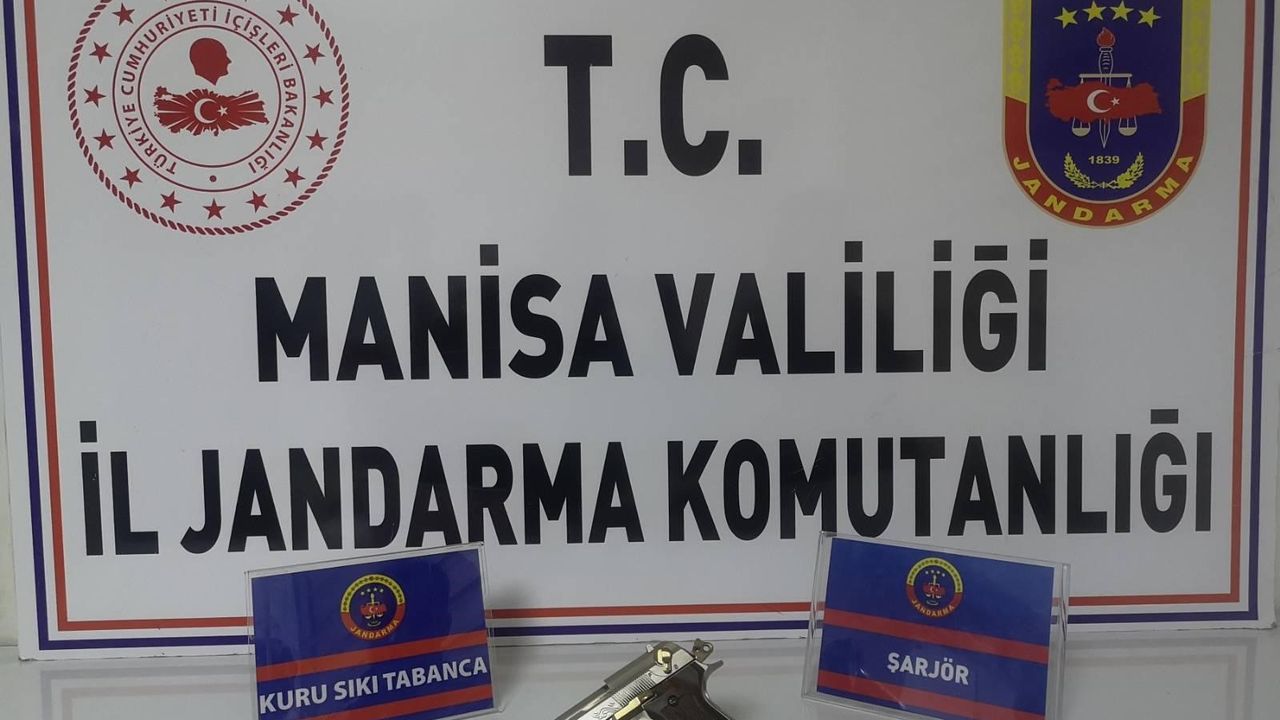 TÜRKİYE CUMHURİYETİ İÇİŞLERİ BAKANLIĞI
T.C.
1839
JANDARMA
MANİSA VALİLİĞİ
İL JANDARMA KOMUTANLIĞI
JANDARMA
KURU SIKI TABANCA
JANDARMA
ŞARJÖR